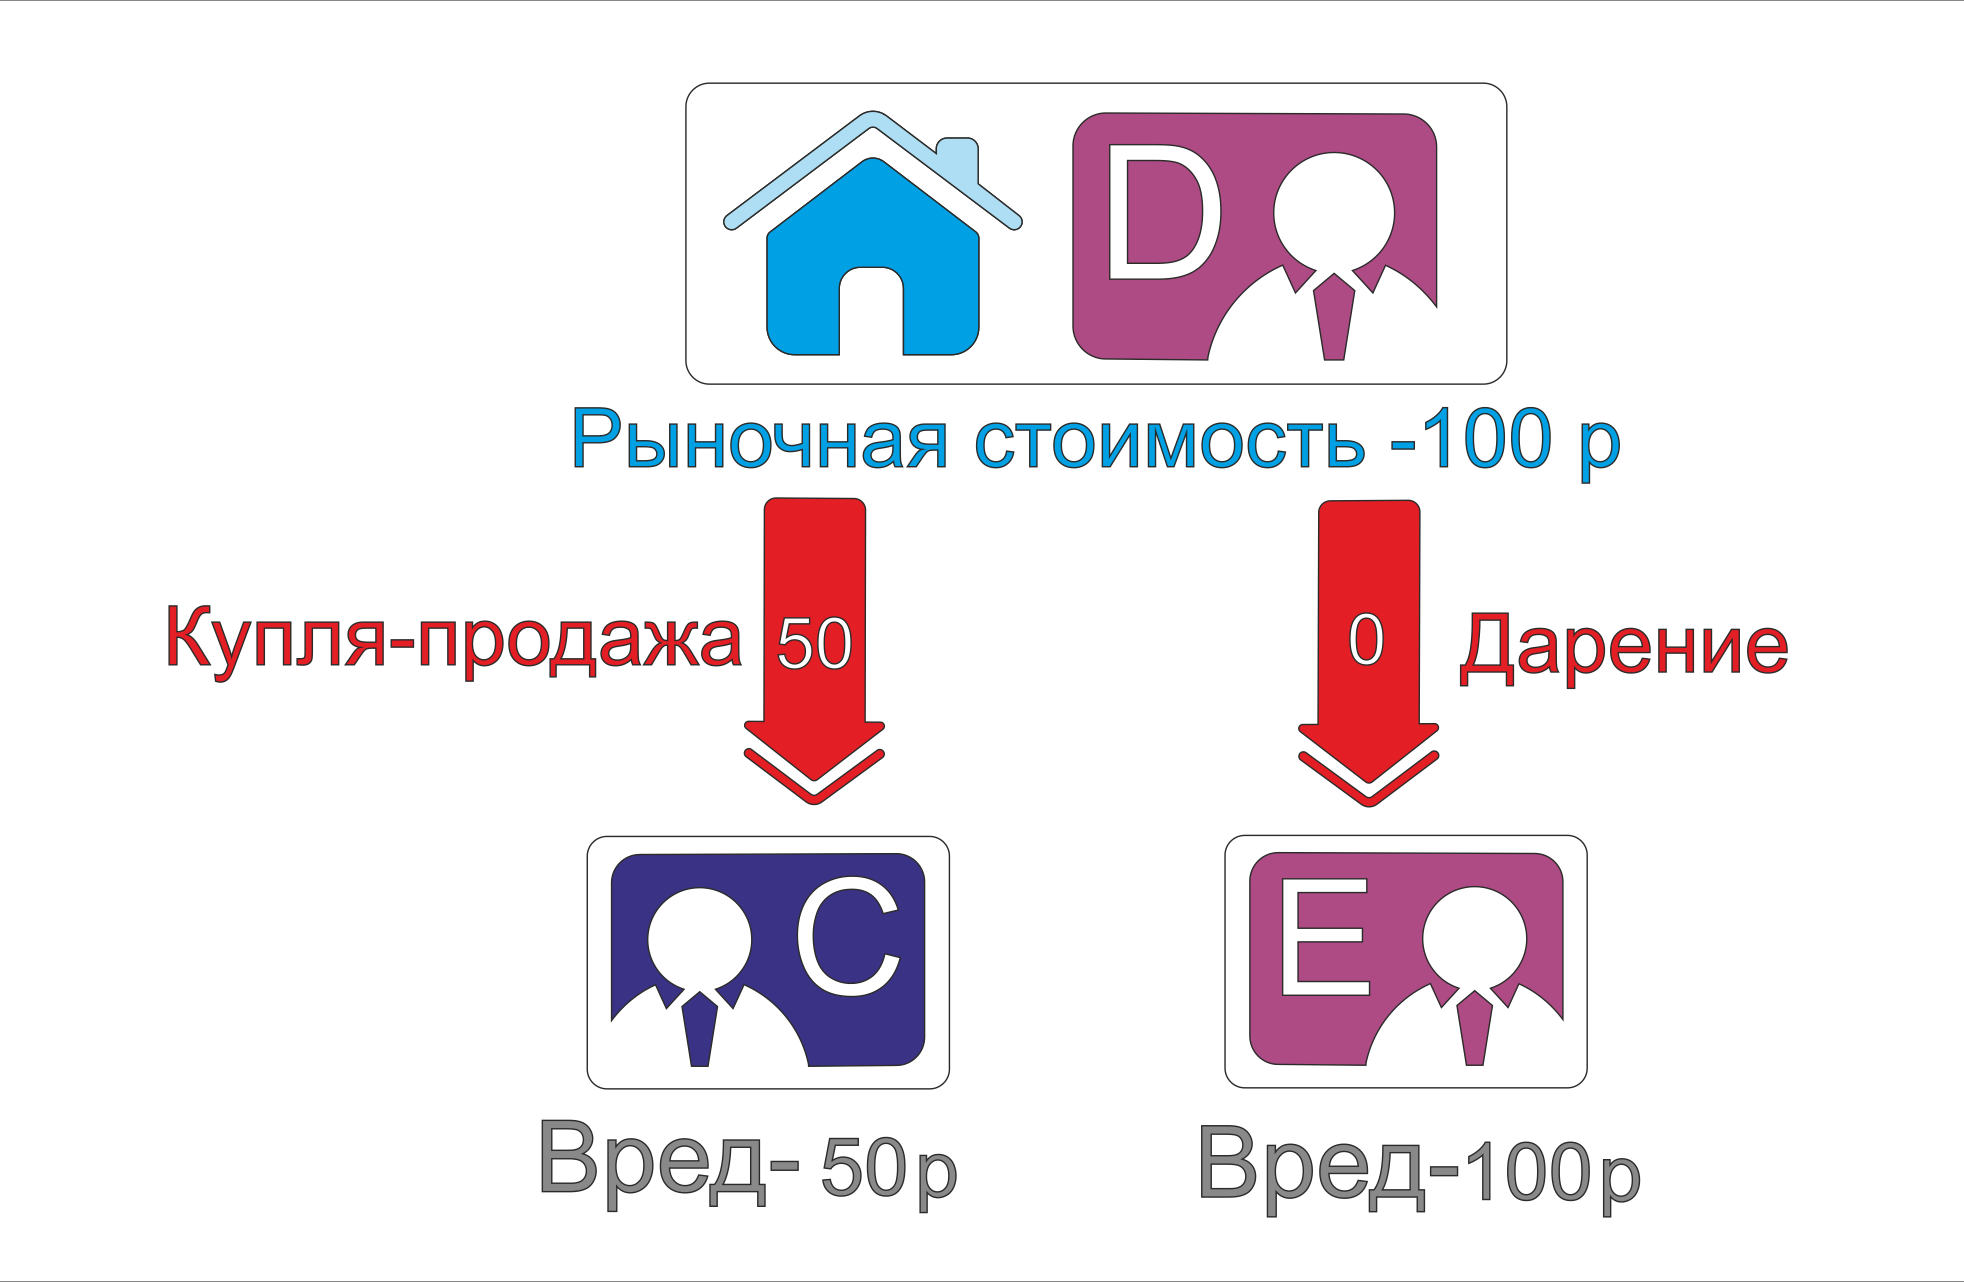 D
Рыночная стоимость -100 р
Купля-продажа 50
0 Дарение
C
E
Вред- 50р
Вред-100р